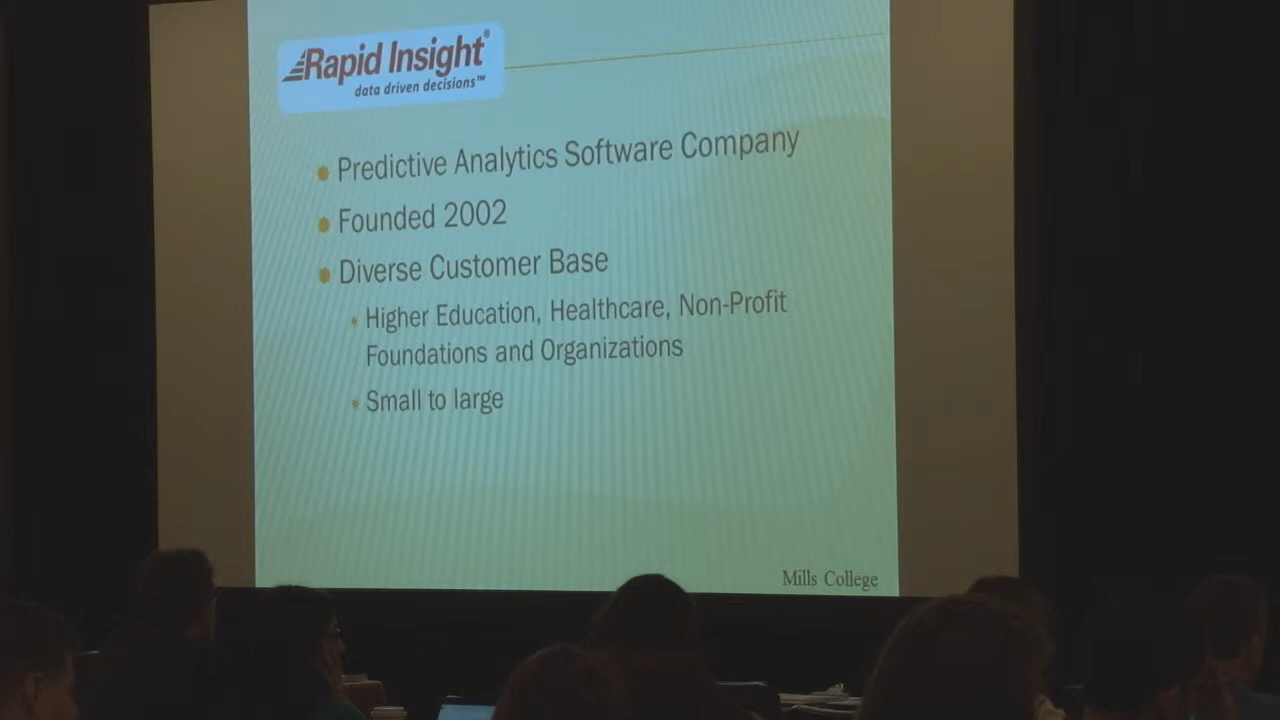 Rapid Insight®
data driven decisions™
Predictive Analytics Software Company
Founded 2002
Diverse Customer Base
Higher Education, Healthcare, Non-Profit
Foundations and Organizations
Small to large
Mills College